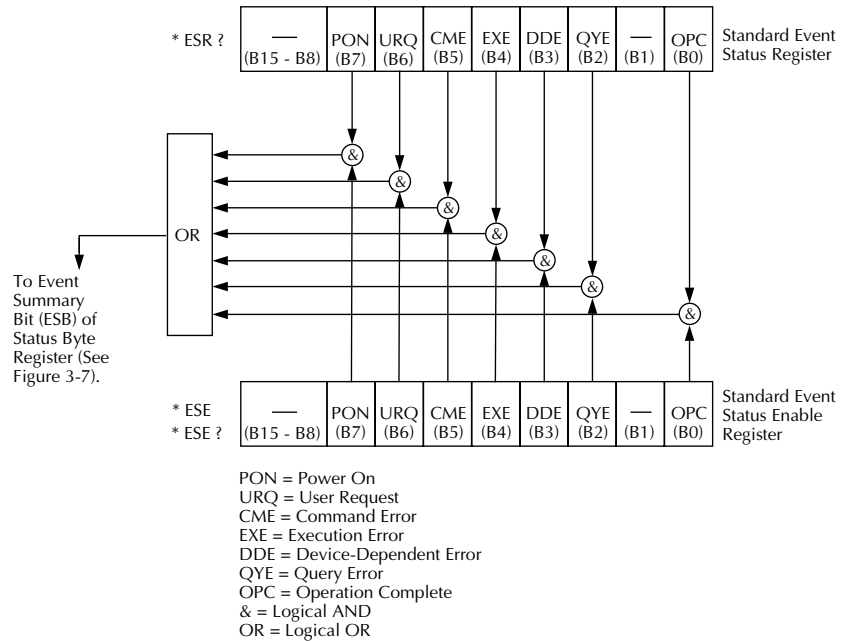 * ESR ?
— PON URQ CME EXE DDE QYE — OPC
(B15 - B8) (B7) (B6) (B5) (B4) (B3) (B2) (B1) (B0)
Standard Event
Status Register
&
&
&
&
&
&
&
OR
To Event
Summary
Bit (ESB) of
Status Byte
Register (See
Figure 3-7).
* ESE
* ESE ?
— PON URQ CME EXE DDE QYE — OPC
(B15 - B8) (B7) (B6) (B5) (B4) (B3) (B2) (B1) (B0)
Standard Event
Status Enable
Register
PON = Power On
URQ = User Request
CME = Command Error
EXE = Execution Error
DDE = Device-Dependent Error
QYE = Query Error
OPC = Operation Complete
& = Logical AND
OR = Logical OR